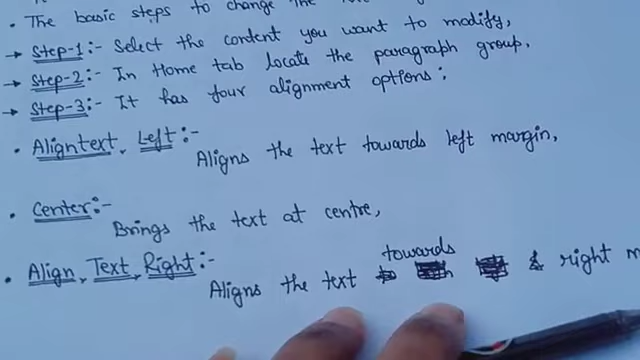 • The basic steps to change the
→ Step-1:- Select the content you want to modify,
→ Step-2:- In Home tab locate the paragraph group.
→ Step-3:- It has four alignment options:
• Aligntext, Left:-
Aligns the text towards left margin,
• Center:-
Brings the text at centre,
• Align, Text, Right:-
Aligns the text towards right